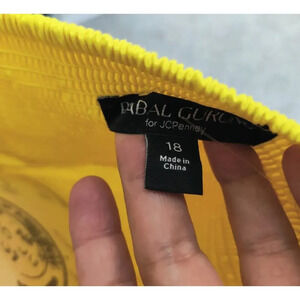 PRABAL GURUNG
for JCPenney
18
Made in
China